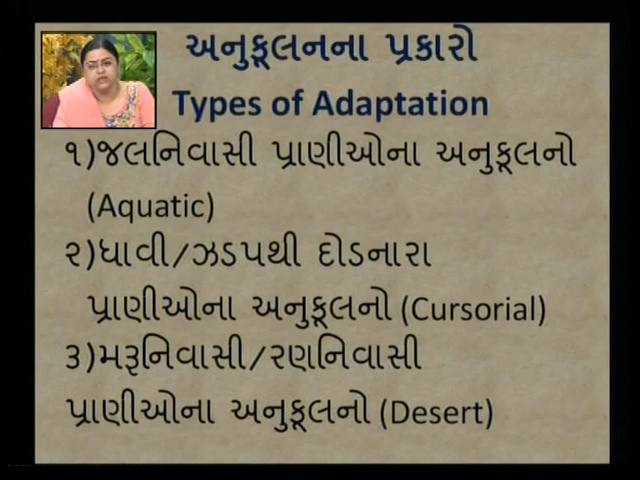 અનુકૂલનના પ્રકારો
Types of Adaptation
૧)જલનિવાસી પ્રાણીઓના અનુકૂલનો
(Aquatic)
૨)ધાવી/ઝડપથી દોડનારા
પ્રાણીઓના અનુકૂલનો (Cursorial)
૩)મરૂનિવાસી/રણનિવાસી
પ્રાણીઓના અનુકૂલનો (Desert)